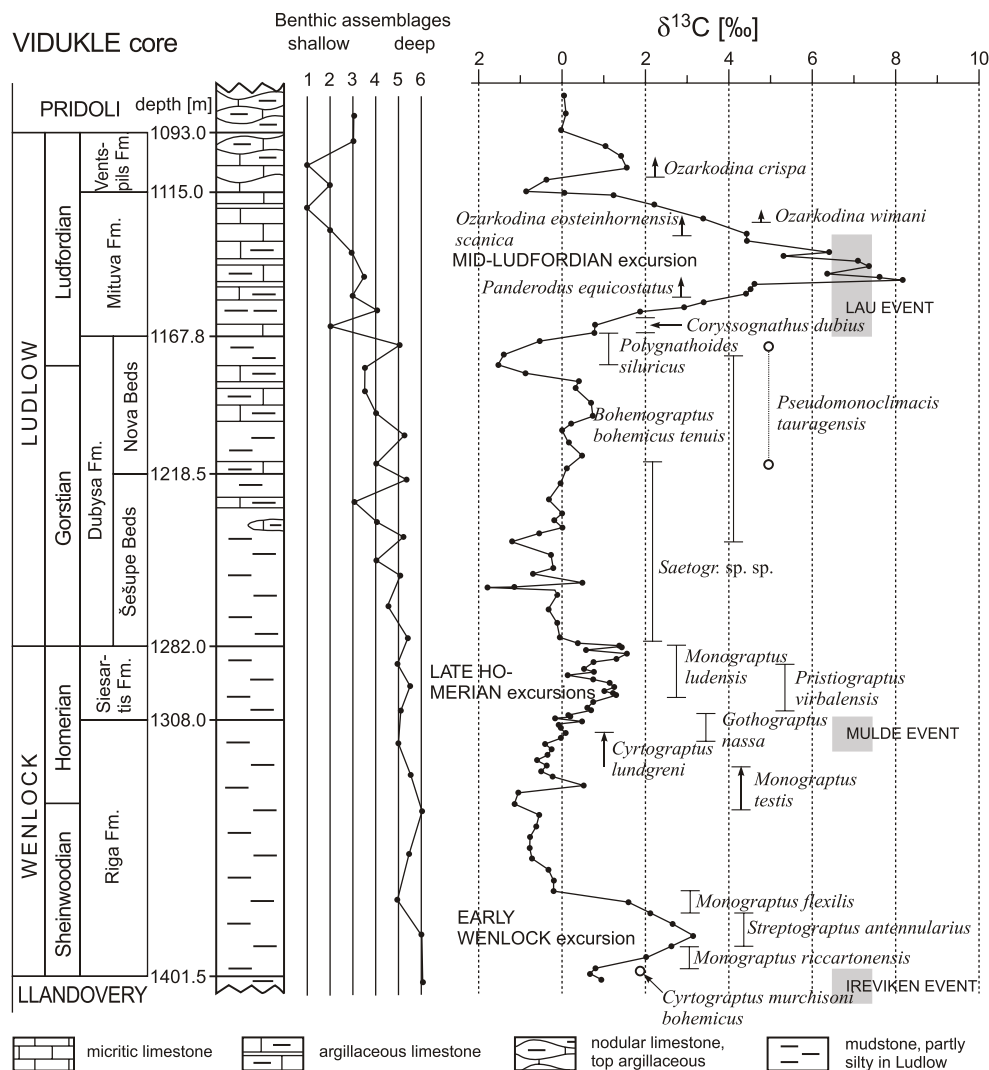 VIDUKLE core
Benthic assemblages
shallow deep
1 2 3 4 5 6
δ13C [‰]
2 0 2 4 6 8 10
depth [m]
PRIDOLI
1093.0
Vents-
pils Fm.
1115.0
Ludfordian
Mituva Fm.
1167.8
LUDLOW
Dubysa Fm.
Nova Beds
1218.5
Gorstian
Šešupe Beds
1282.0
Siesar-
tis Fm.
1308.0
Homerian
WENLOCK
Riga Fm.
Sheinwoodian
1401.5
LLANDOVERY
Ozarkodina crispa
Ozarkodina eosteinhornensis
scanica
Ozarkodina wimani
MID-LUDFORDIAN excursion
Panderodus equicostatus
LAU EVENT
Coryssognathus dubius
Polygnathoides
siluricus
Bohemograptus
bohemicus tenuis
Pseudomonoclimacis
tauragensis
Saetogr. sp. sp.
LATE HO-
MERIAN excursions
Monograptus
ludensis
Pristiograptus
virbalensis
Gothograptus
nassa
MULDE EVENT
Cyrtograptus
lundgreni
Monograptus
testis
EARLY
WENLOCK excursion
Monograptus flexilis
Streptograptus antennularius
Monograptus riccartonensis
IREVIKEN EVENT
Cyrtograptus murchisoni
bohemicus
micritic limestone
argillaceous limestone
nodular limestone,
top argillaceous
mudstone, partly
silty in Ludlow